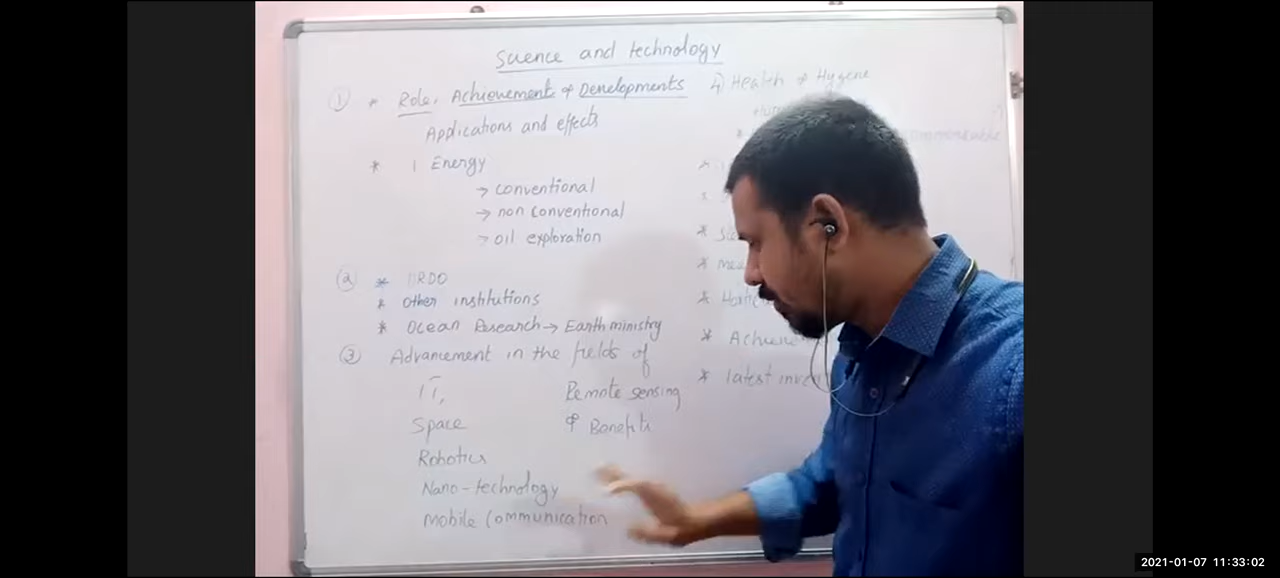 Science and technology
① * Role, Achievement & Developments
Applications and effects
* 1 Energy
→ conventional
→ non conventional
→ oil exploration
② * DRDO
* Other institutions
* Ocean Research → Earth ministry
③ Advancement in the fields of
IT,
Space
Robotics
Nano-technology
Mobile Communication
Remote sensing
& Benefits
4) Health & Hygene
*
*
*
*
*
* Achieve
* latest inven
2021-01-07 11:33:02